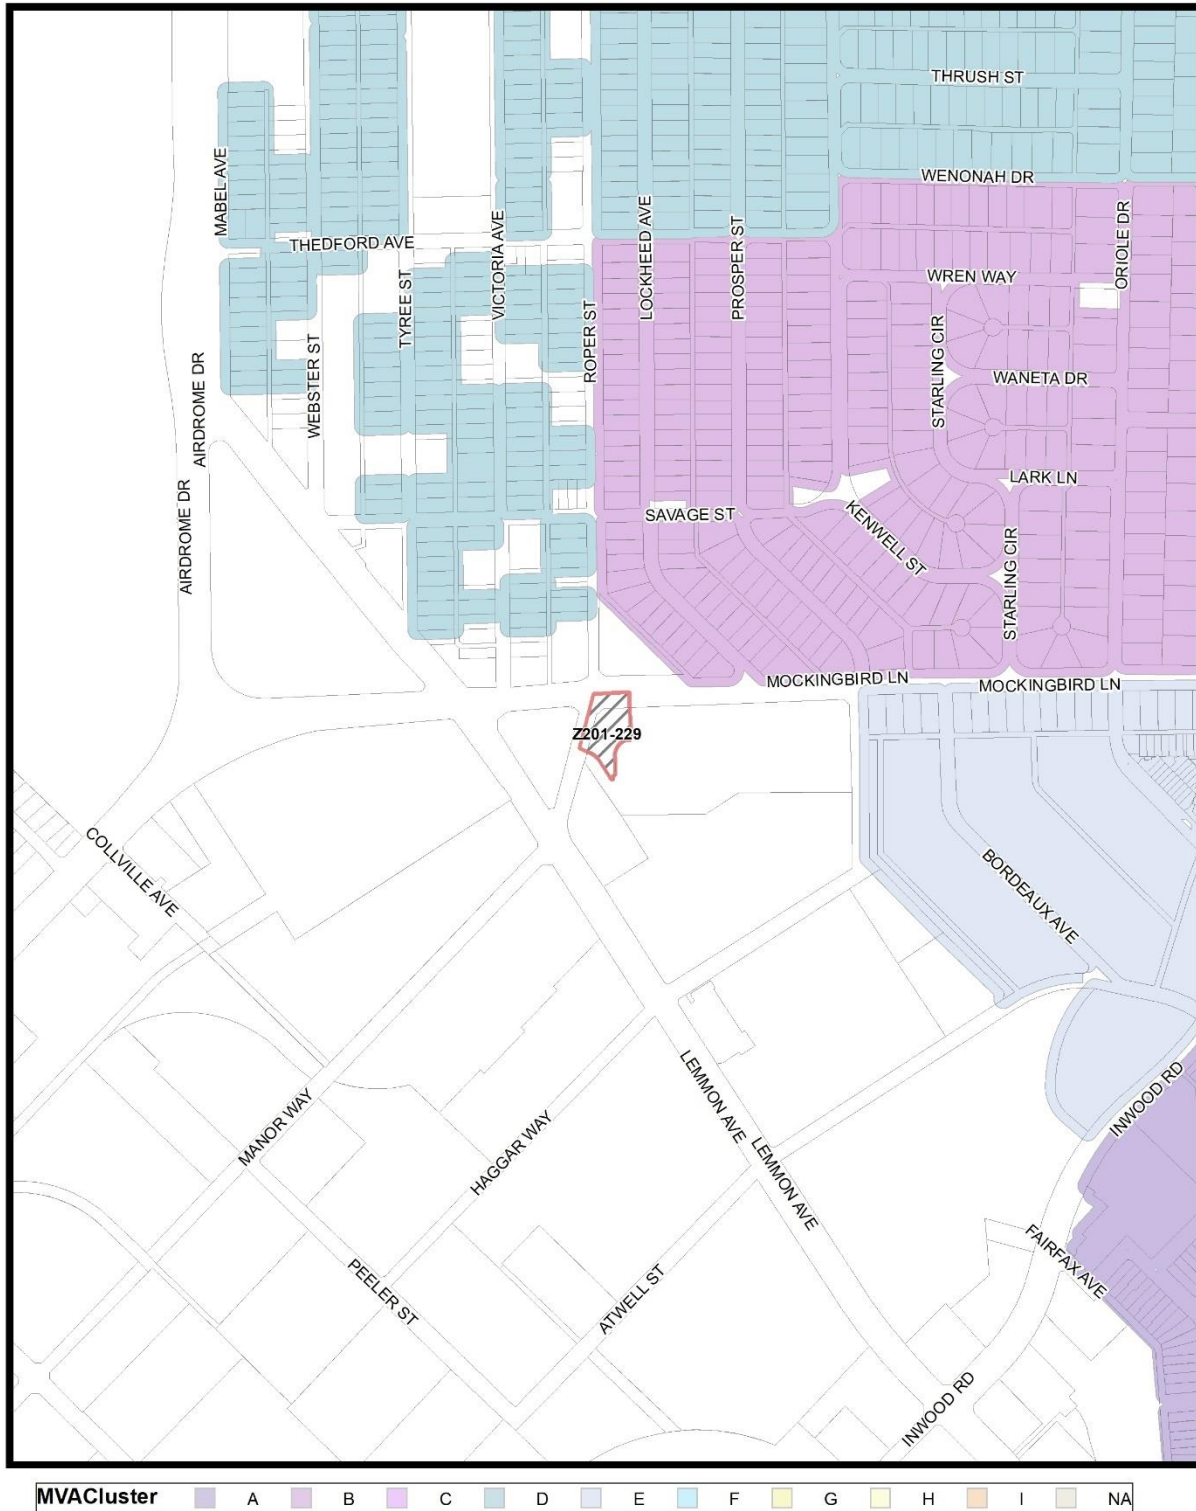 THRUSH ST
WENONAH DR
MABEL AVE
THEDFORD AVE
TYREE ST
VICTORIA AVE
ROPER ST
LOCKHEED AVE
PROSPER ST
ORIOLE DR
WREN WAY
STARLING CIR
WANETA DR
WEBSTER ST
AIRDROME DR
AIRDROME DR
LARK LN
SAVAGE ST
KENWELL ST
STARLING CIR
MOCKINGBIRD LN
MOCKINGBIRD LN
Z201-229
COLLVILLE AVE
BORDEAUX AVE
LEMMON AVE
LEMMON AVE
INWOOD RD
MANOR WAY
HAGGAR WAY
FAIRFAX AVE
PEELER ST
ATWELL ST
INWOOD RD
MVACluster A B C D E F G H I NA